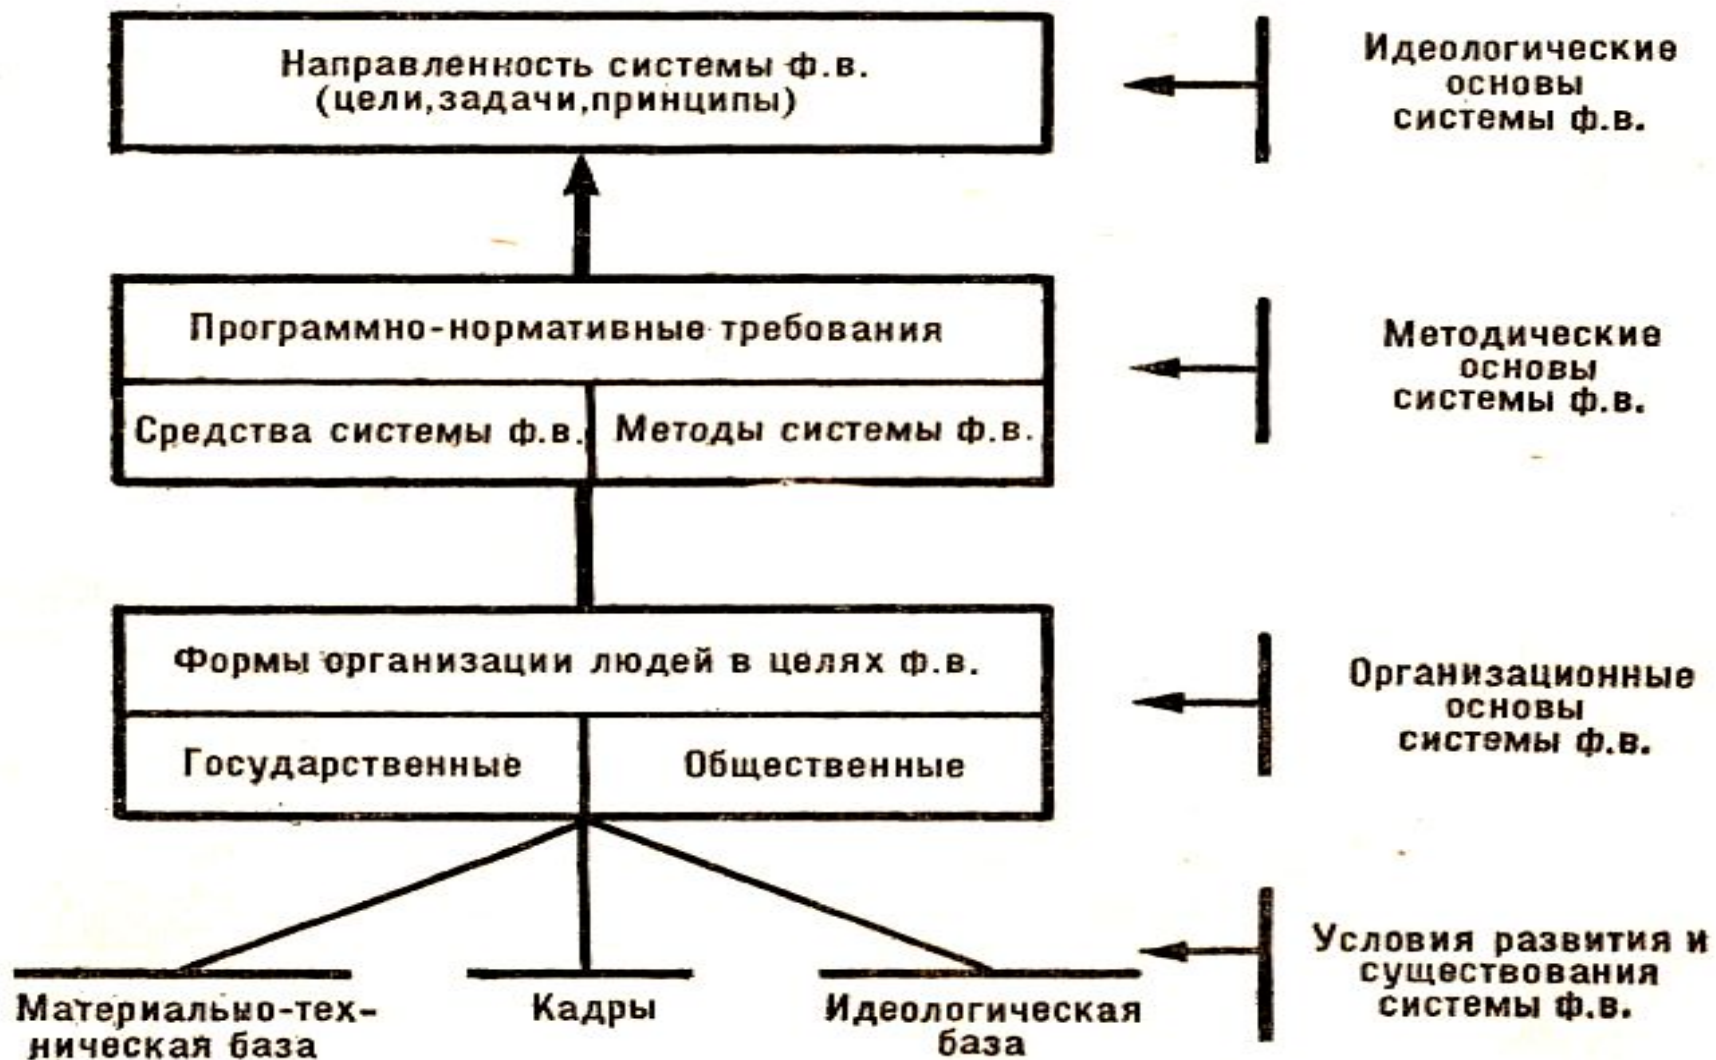 Направленность системы ф.в.
(цели,задачи,принципы)
Идеологические
основы
системы ф.в.
Программно-нормативные требования
Средства системы ф.в.
Методы системы ф.в.
Методические
основы
системы ф.в.
Формы организации людей в целях ф.в.
Государственные
Общественные
Организационные
основы
системы ф.в.
Условия развития и
существования
системы ф.в.
Материально-тех-
ническая база
Кадры
Идеологическая
база